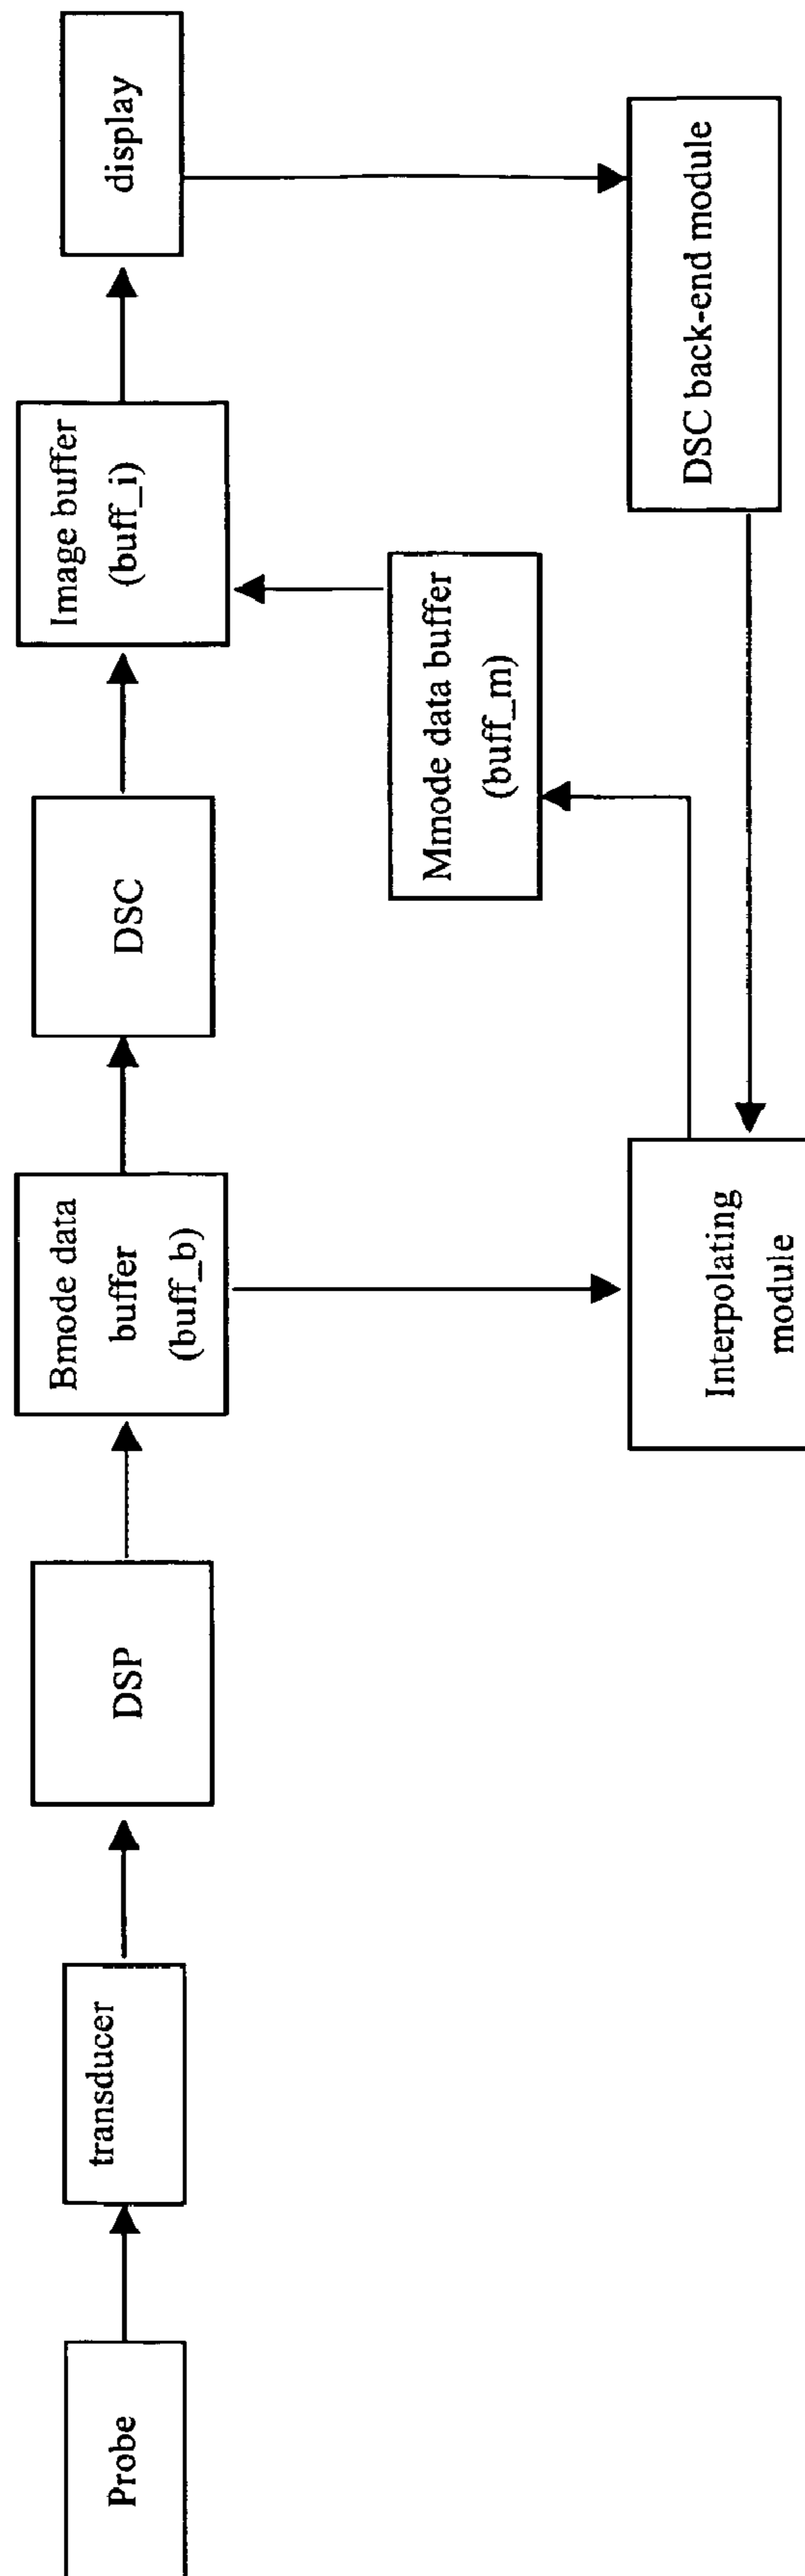 Probe
transducer
DSP
Bmode data
buffer
(buff_b)
DSC
Image buffer
(buff_i)
display
Mmode data buffer
(buff_m)
Interpolating
module
DSC back-end module